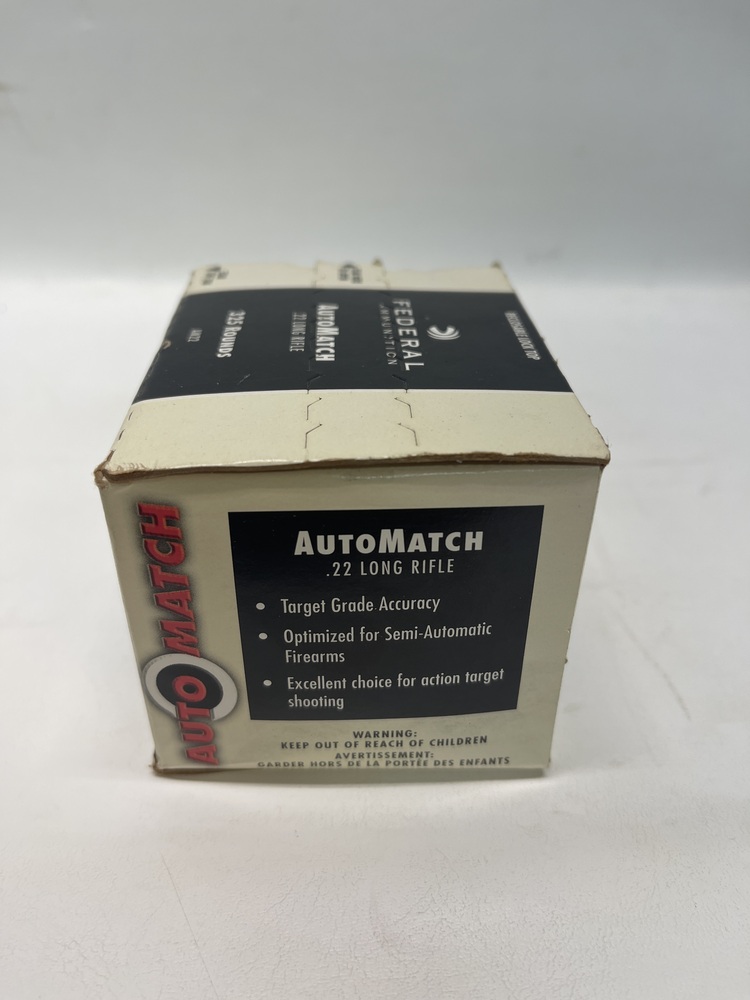 FEDERAL
AMMUNITION
AUTOMATCH
.22 LONG RIFLE
325 ROUNDS
AM22
AUTOMATCH
AUTOMATCH
.22 LONG RIFLE
• Target Grade Accuracy
• Optimized for Semi-Automatic
Firearms
• Excellent choice for action target
shooting
WARNING:
KEEP OUT OF REACH OF CHILDREN
AVERTISSEMENT:
GARDER HORS DE LA PORTÉE DES ENFANTS